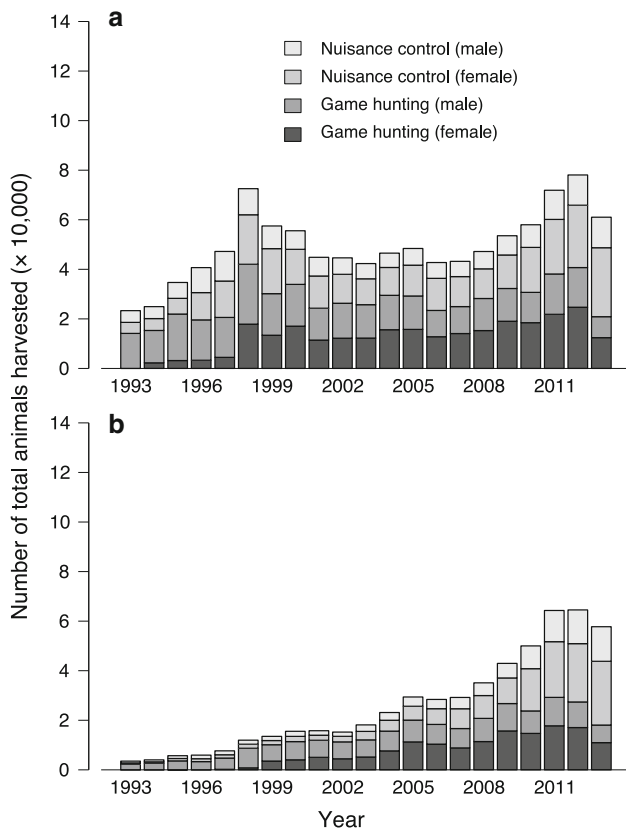 a
14
12
10
8
6
4
2
0
Nuisance control (male)
Nuisance control (female)
Game hunting (male)
Game hunting (female)
1993 1996 1999 2002 2005 2008 2011
Number of total animals harvested (× 10,000)
b
14
12
10
8
6
4
2
0
1993 1996 1999 2002 2005 2008 2011
Year